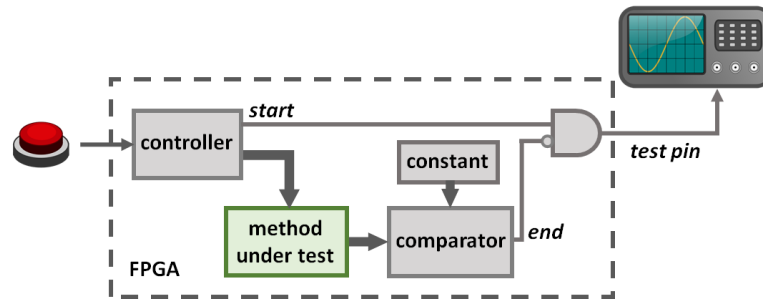 start
controller
constant
test pin
method
under test
comparator
end
FPGA